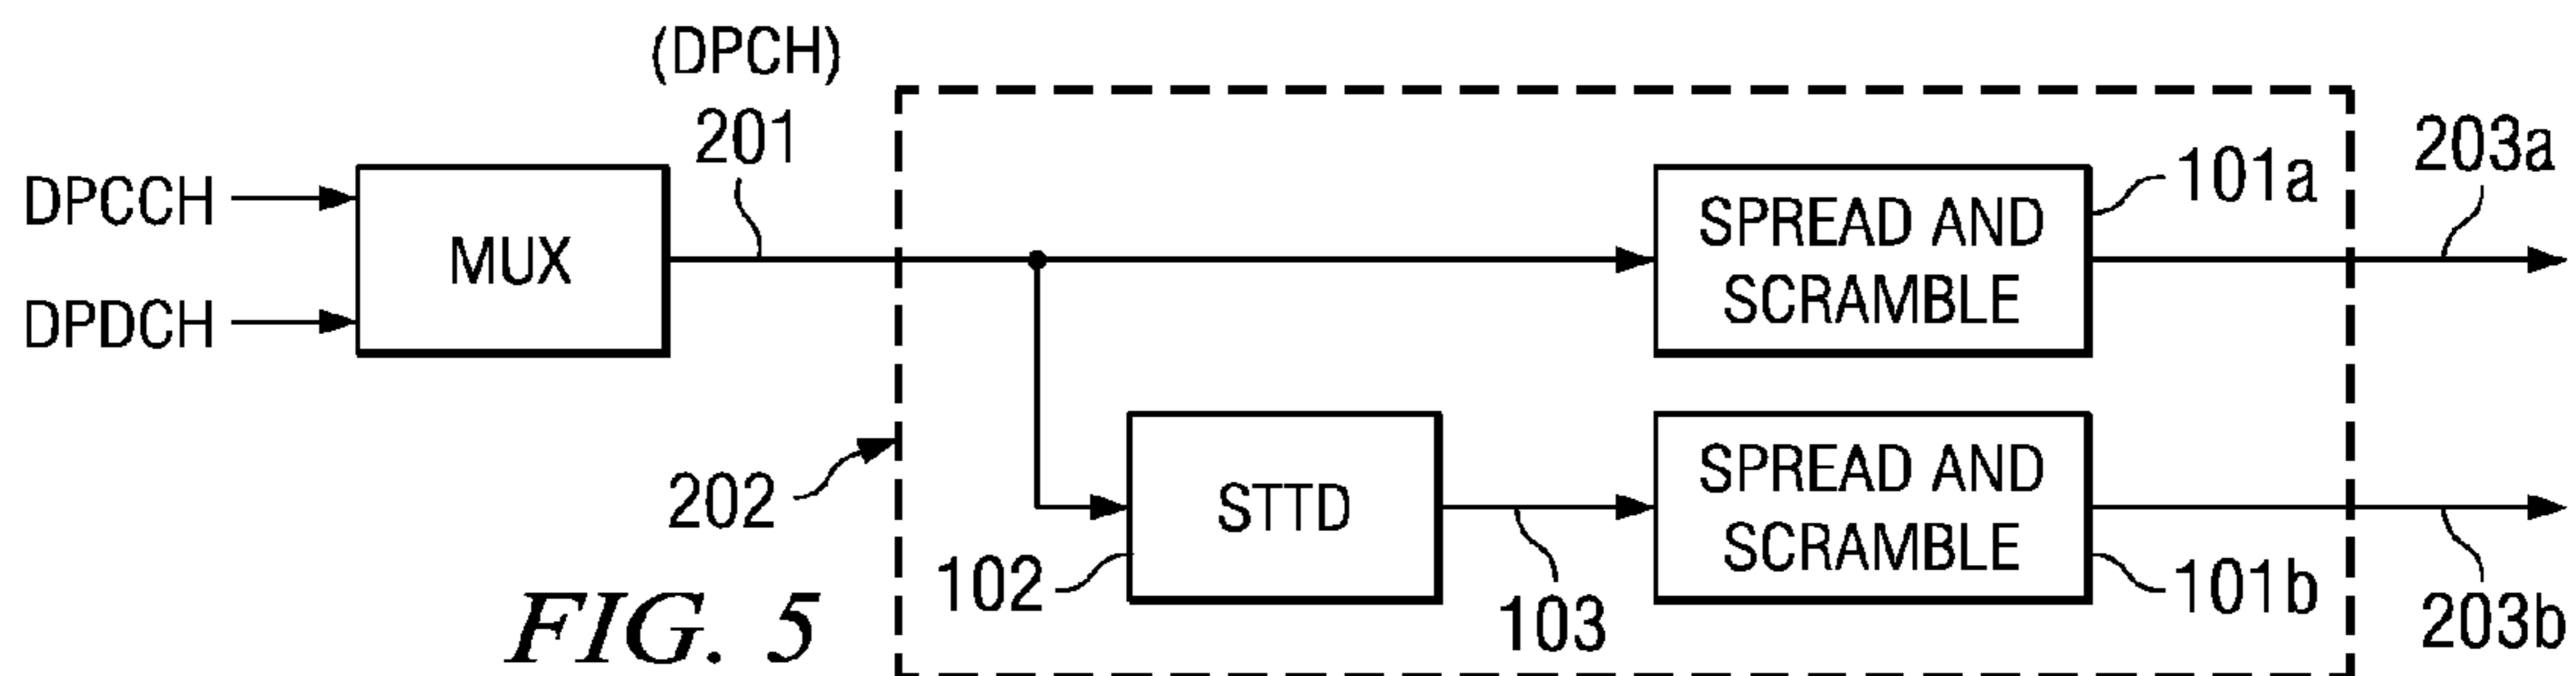 (DPCH)
201
203a
DPCCH
DPDCH
MUX
SPREAD AND
SCRAMBLE
101a
202
102
STTD
103
SPREAD AND
SCRAMBLE
101b
203b
FIG. 5